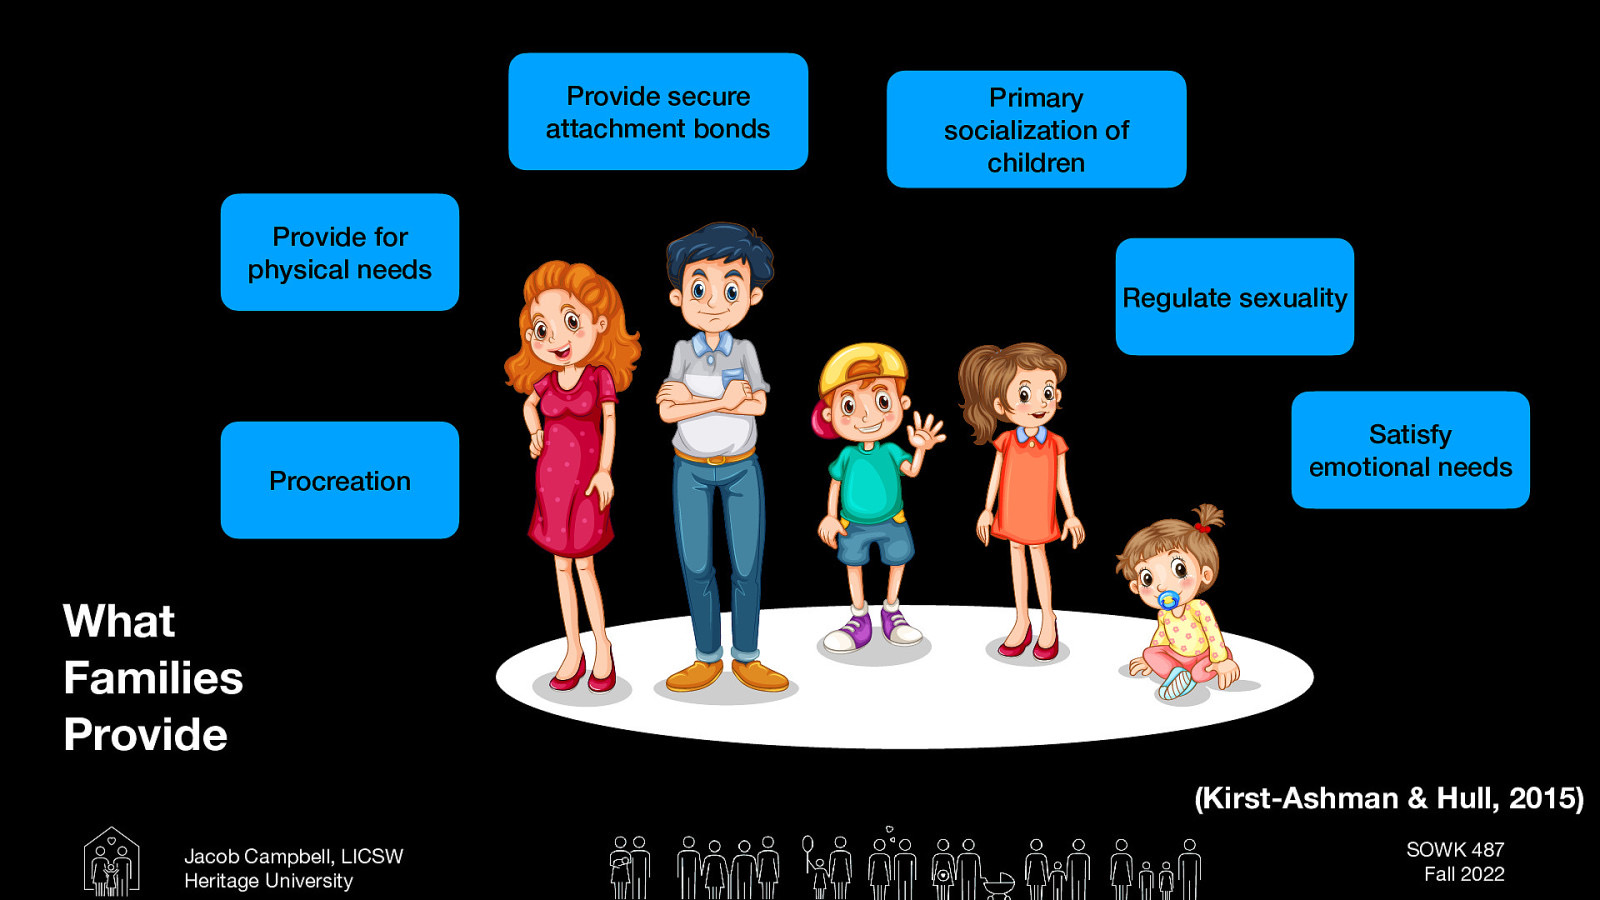 Provide secure
attachment bonds
Primary
socialization of
children
Provide for
physical needs
Regulate sexuality
Satisfy
emotional needs
Procreation
What
Families
Provide
(Kirst-Ashman & Hull, 2015)
Jacob Campbell, LICSW
Heritage University
SOWK 487
Fall 2022